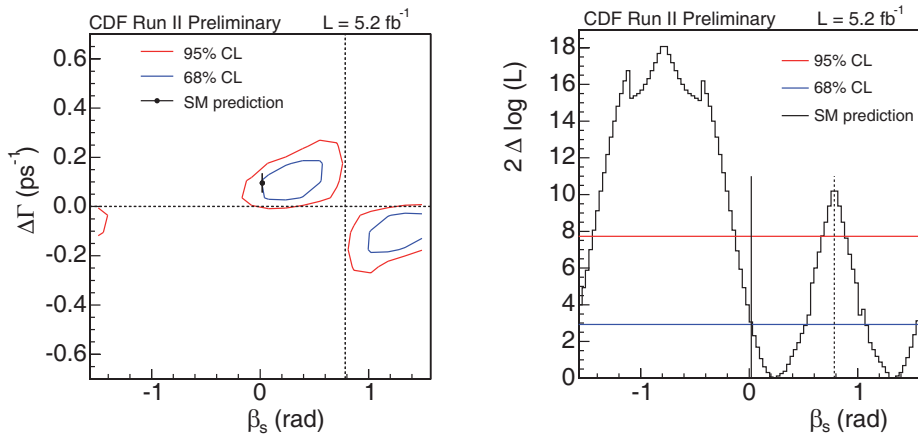 CDF Run II Preliminary L = 5.2 fb⁻¹
95% CL
68% CL
SM prediction
ΔΓ (ps⁻¹)
0.6
0.4
0.2
0.0
-0.2
-0.4
-0.6
-1 0 1
βₛ (rad)
CDF Run II Preliminary L = 5.2 fb⁻¹
95% CL
68% CL
SM prediction
2 Δ log (L)
18
16
14
12
10
8
6
4
2
0
-1 0 1
βₛ (rad)